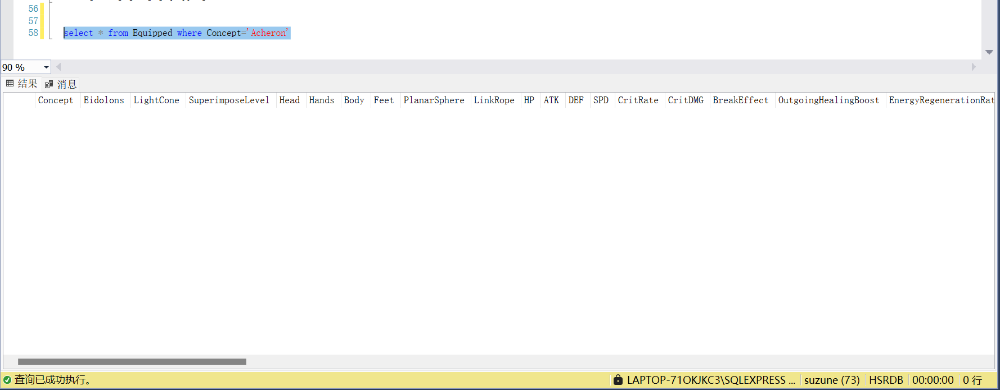 56
57
58 select * from Equipped where Concept='Acheron'
90 %
结果 消息
Concept Eidolons LightCone SuperimposeLevel Head Hands Body Feet PlanarSphere LinkRope HP ATK DEF SPD CritRate CritDMG BreakEffect OutgoingHealingBoost EnergyRegenerationRat
查询已成功执行。 LAPTOP-71OKJKC3\SQLEXPRESS ... suzune (73) HSRDB 00:00:00 0 行